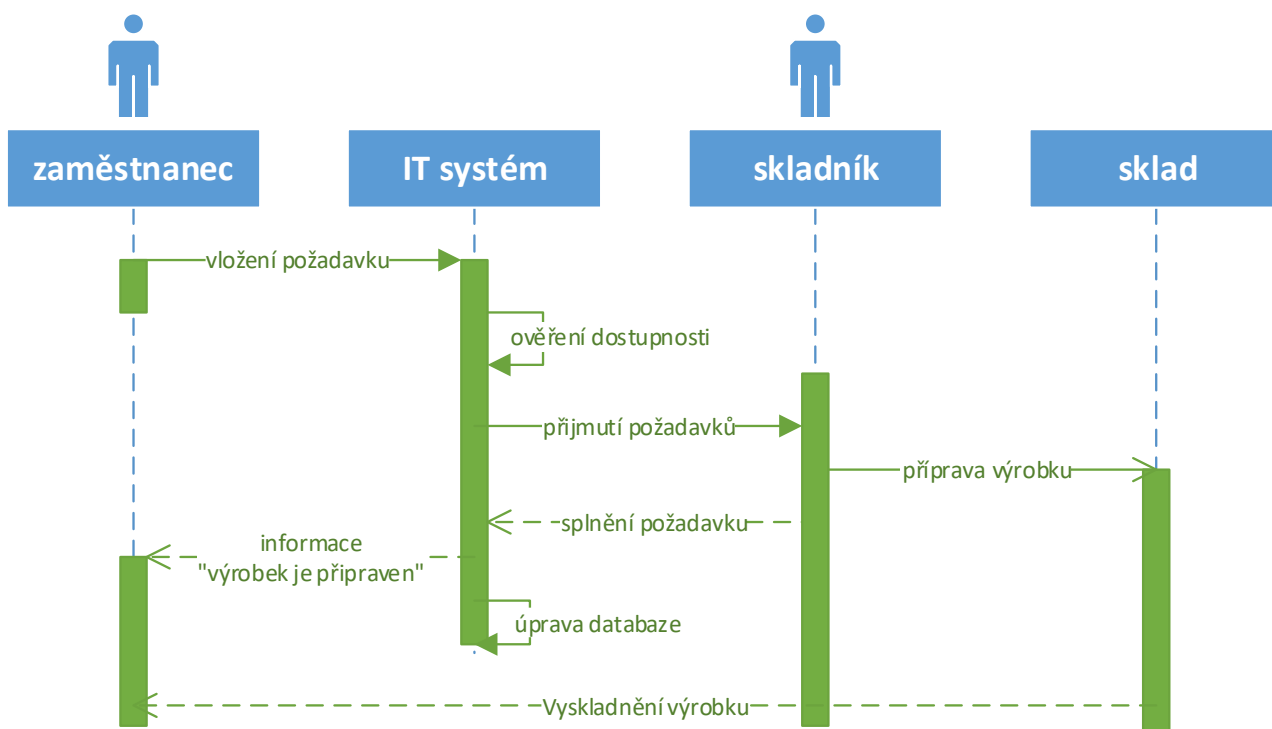 zaměstnanec
IT systém
skladník
sklad
vložení požadavku
ověření dostupnosti
přijmutí požadavků
příprava výrobku
splnění požadavku
informace
"výrobek je připraven"
úprava databaze
Vyskladnění výrobku